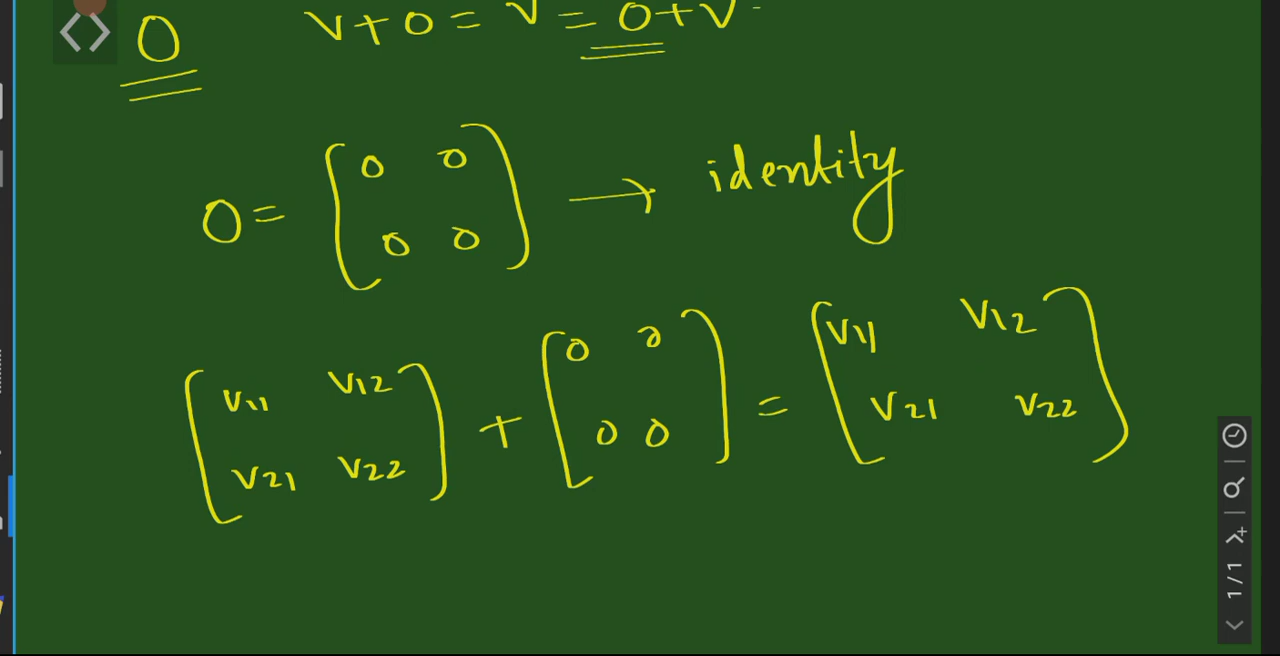 0 v + 0 = v = 0 + v
0 = [ 0 0 → identity
0 0 ]
[ v11 v12 + [ 0 0 = [ v11 v12
v21 v22 ] 0 0 ] v21 v22 ]
1/1